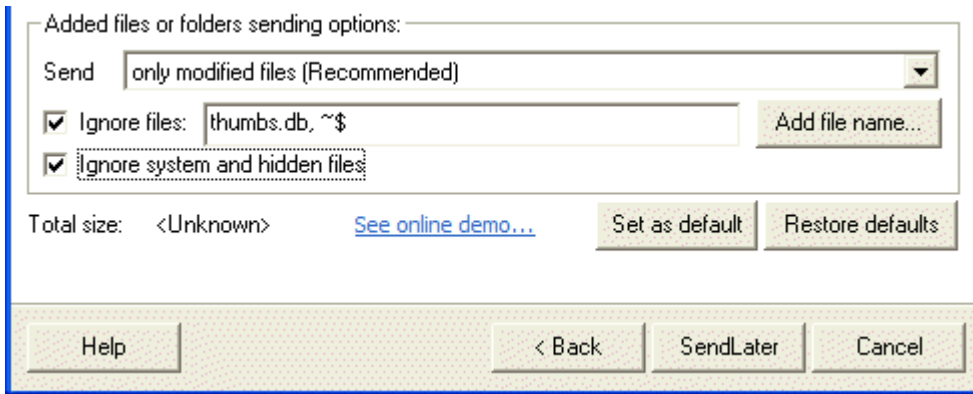 Added files or folders sending options:
Send only modified files (Recommended)
Ignore files: thumbs.db, ~$ Add file name...
Ignore system and hidden files
Total size: <Unknown> See online demo... Set as default Restore defaults
Help < Back SendLater Cancel